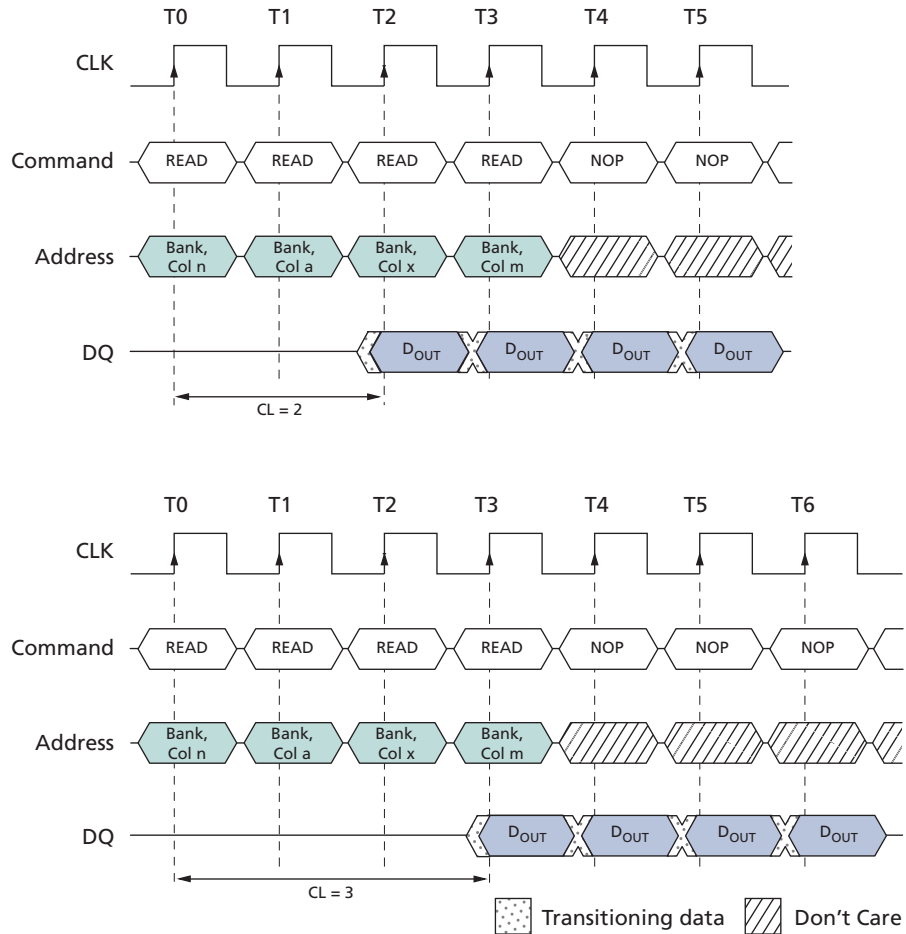 T0 T1 T2 T3 T4 T5
CLK
Command READ READ READ READ NOP NOP
Address Bank, Col n Bank, Col a Bank, Col x Bank, Col m
DQ DOUT DOUT DOUT DOUT
CL = 2
T0 T1 T2 T3 T4 T5 T6
CLK
Command READ READ READ READ NOP NOP NOP
Address Bank, Col n Bank, Col a Bank, Col x Bank, Col m
DQ DOUT DOUT DOUT DOUT
CL = 3
Transitioning data Don't Care